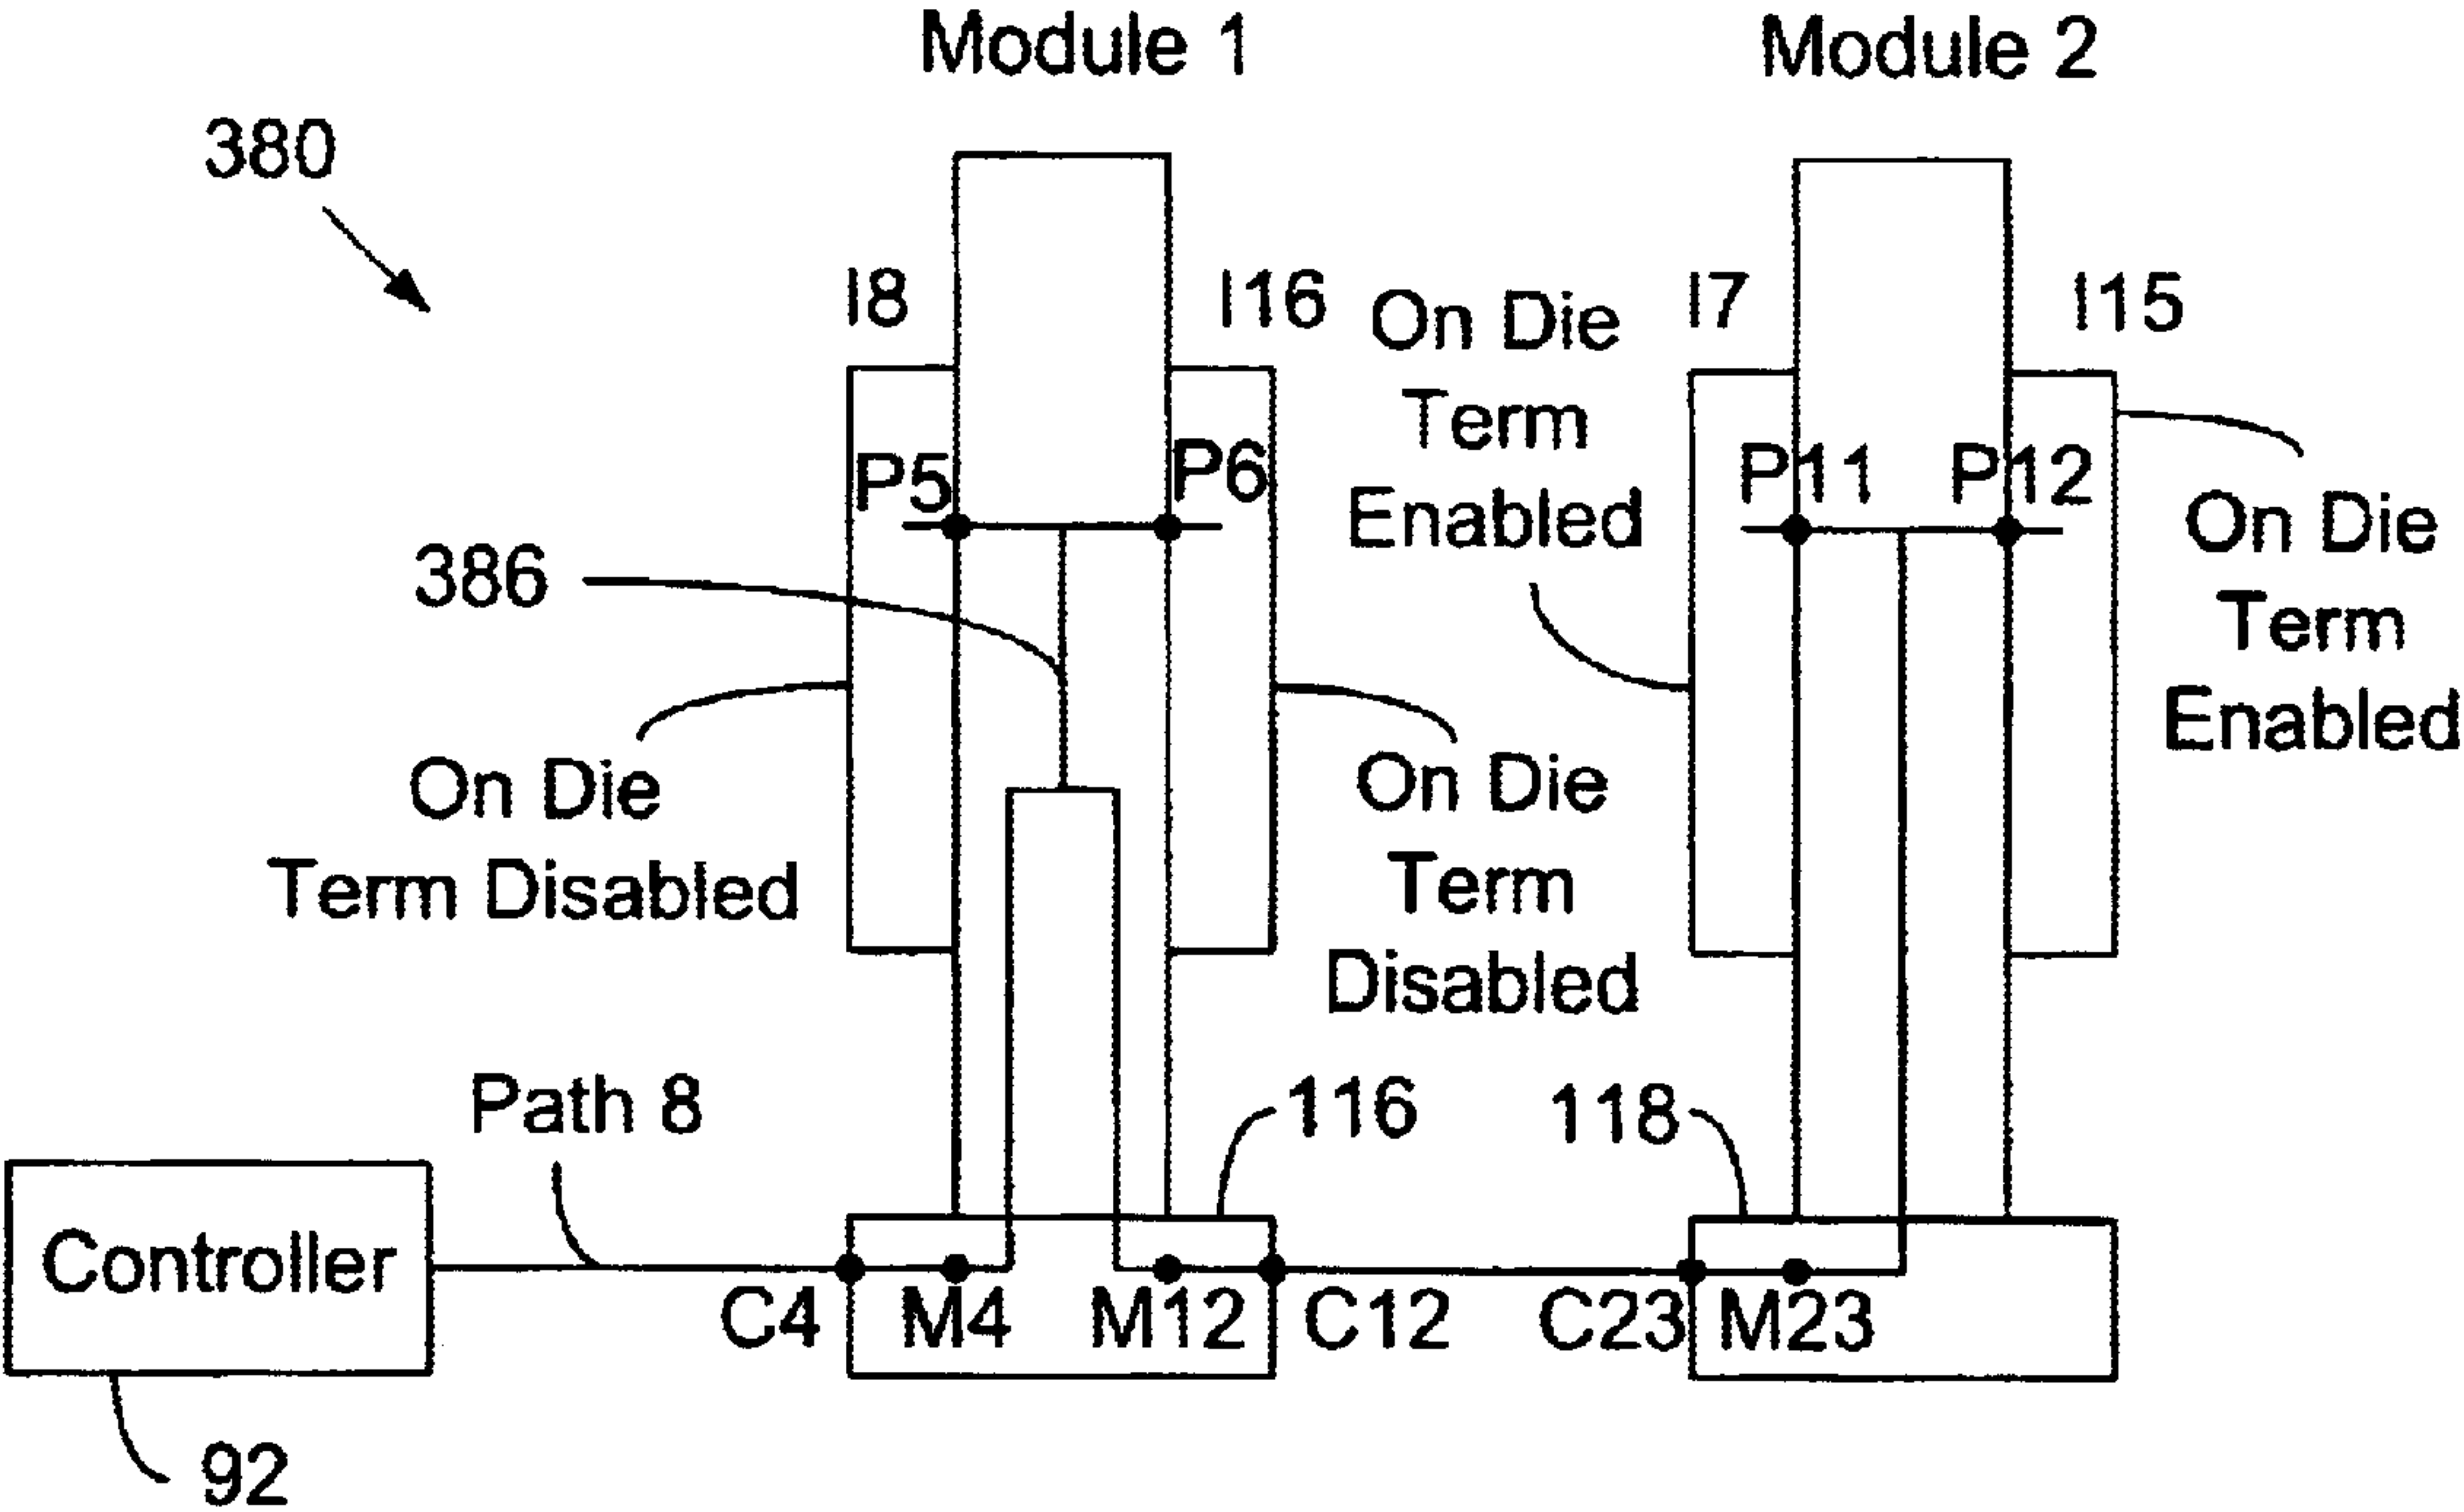 Module 1
Module 2
380
I8
I16
On Die
Term
Enabled
I7
I15
P5
P6
P11
P12
On Die
Term
Enabled
386
On Die
Term Disabled
On Die
Term
Disabled
Path 8
116
118
Controller
C4
M4
M12
C12
C23
M23
92